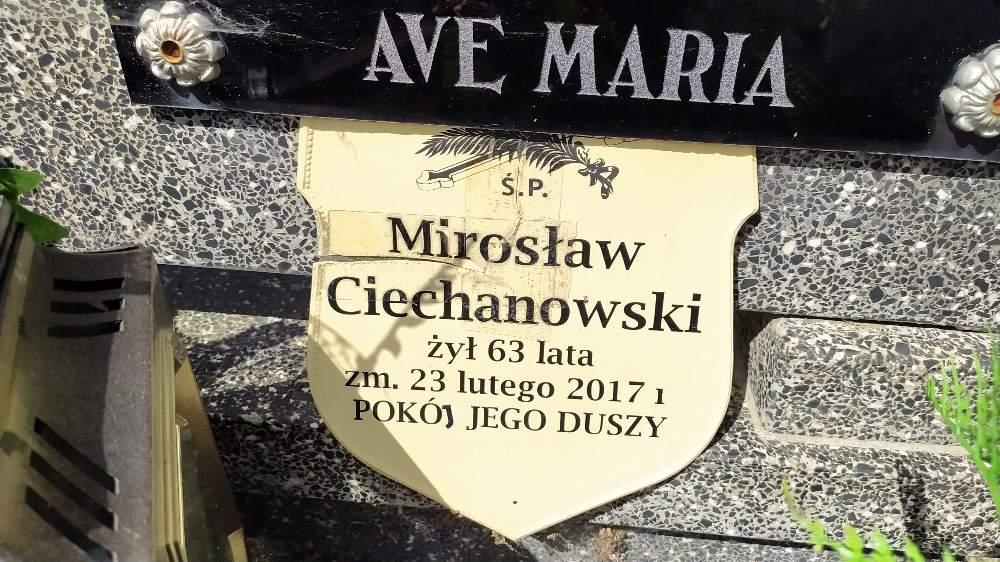 AVE MARIA
Ś.P.
Mirosław
Ciechanowski
żył 63 lata
zm. 23 lutego 2017 r
POKÓJ JEGO DUSZY